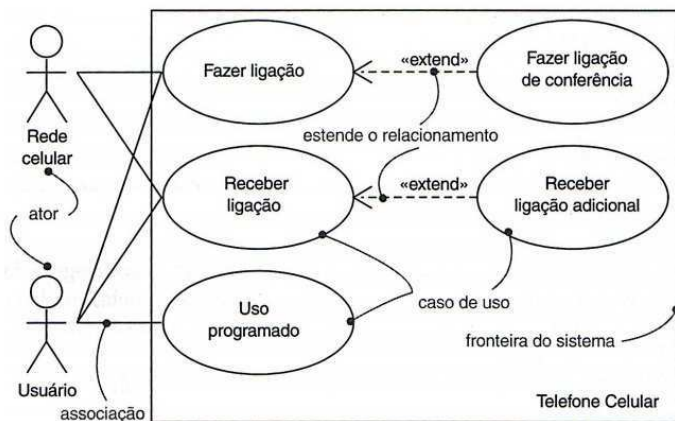 Fazer ligação
«extend»
Fazer ligação
de conferência
Rede
celular
estende o relacionamento
ator
Receber
ligação
«extend»
Receber
ligação adicional
Uso
programado
caso de uso
fronteira do sistema
Usuário
associação
Telefone Celular